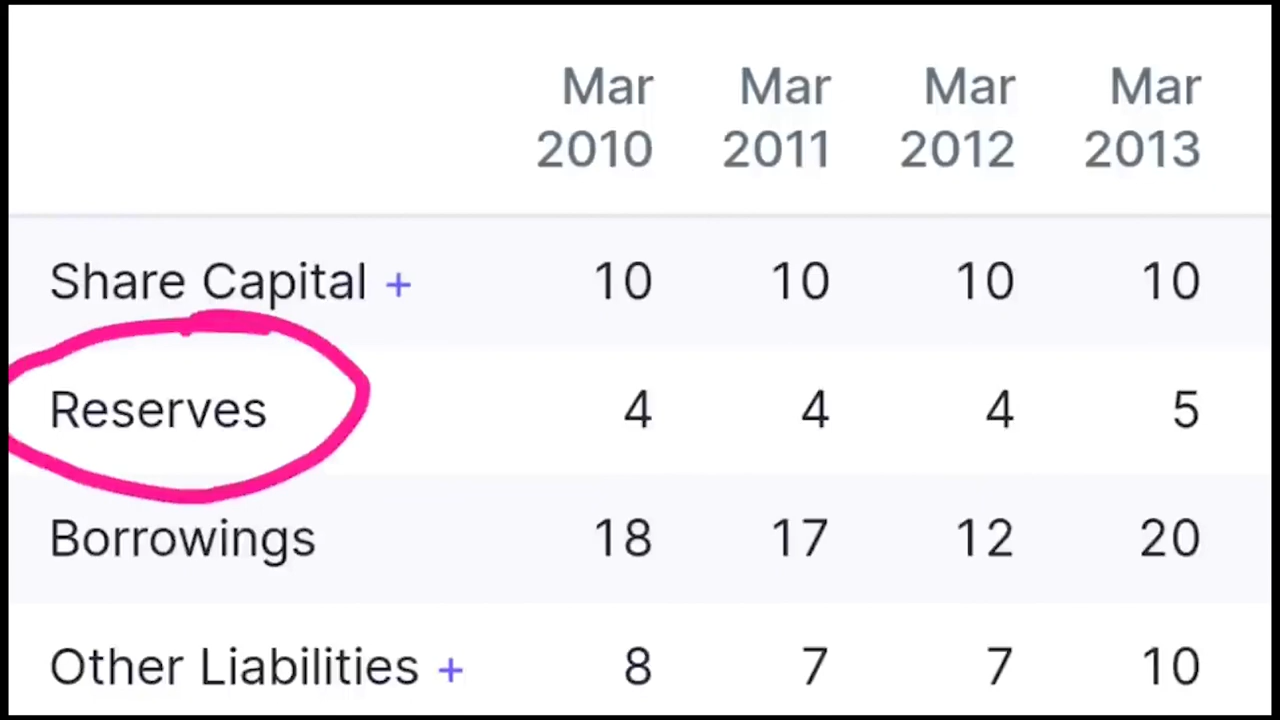 Mar Mar Mar Mar
2010 2011 2012 2013
Share Capital + 10 10 10 10
Reserves 4 4 4 5
Borrowings 18 17 12 20
Other Liabilities + 8 7 7 10